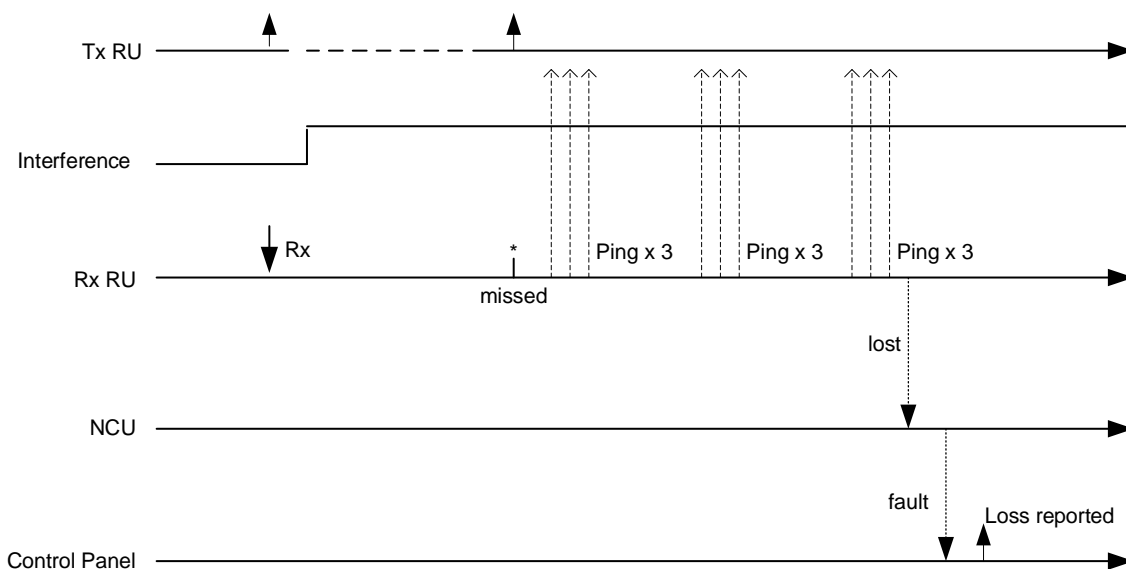 Tx RU
Interference
Rx
*
Ping x 3
Ping x 3
Ping x 3
Rx RU
missed
lost
NCU
fault
Loss reported
Control Panel